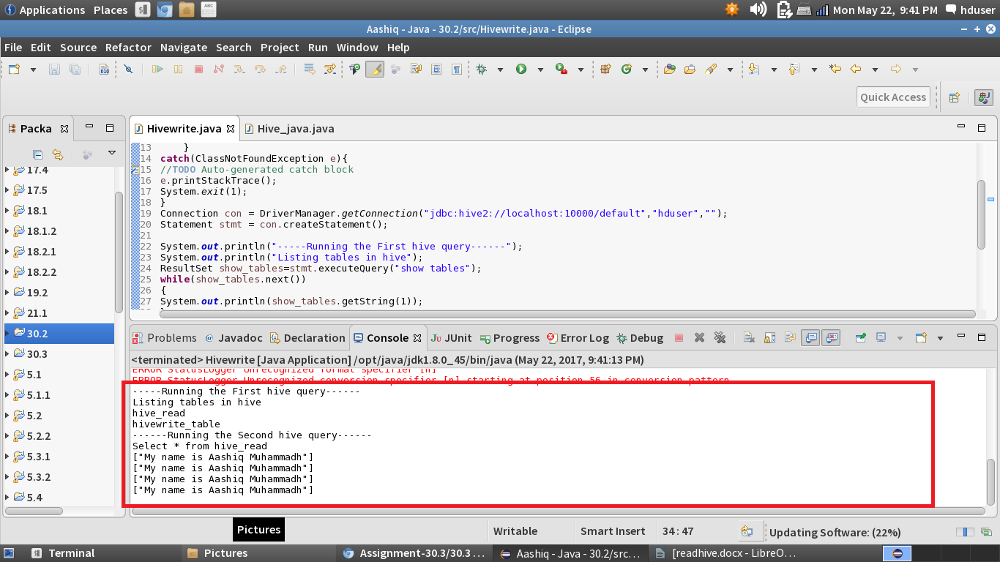 Applications Places ABC Mon May 22, 9:41 PM hduser
Aashiq - Java - 30.2/src/Hivewrite.java - Eclipse
File Edit Source Refactor Navigate Search Project Run Window Help
Quick Access
Packa
17.4
17.5
18.1
18.1.2
18.2.1
18.2.2
19.2
21.1
30.2
30.3
5.1
5.1.1
5.2
5.2.2
5.3.1
5.3.2
5.4
Hivewrite.java Hive_java.java
13 }
14 catch(ClassNotFoundException e){
15 //TODO Auto-generated catch block
16 e.printStackTrace();
17 System.exit(1);
18 }
19 Connection con = DriverManager.getConnection("jdbc:hive2://localhost:10000/default","hduser","");
20 Statement stmt = con.createStatement();
21
22 System.out.println("-----Running the First hive query------");
23 System.out.println("Listing tables in hive");
24 ResultSet show_tables=stmt.executeQuery("show tables");
25 while(show_tables.next())
26 {
27 System.out.println(show_tables.getString(1));
Problems @ Javadoc Declaration Console JUnit Progress Error Log Debug
<terminated> Hivewrite [Java Application] /opt/java/jdk1.8.0_45/bin/java (May 22, 2017, 9:41:13 PM)
ERROR StatusLogger Unrecognized format specifier [n]
ERROR StatusLogger Unrecognized conversion specifier [n] starting at position 56 in conversion pattern
-----Running the First hive query------
Listing tables in hive
hive_read
hivewrite_table
------Running the Second hive query------
Select * from hive_read
["My name is Aashiq Muhammadh"]
["My name is Aashiq Muhammadh"]
["My name is Aashiq Muhammadh"]
["My name is Aashiq Muhammadh"]
Pictures
Writable Smart Insert 34 : 47 Updating Software: (22%)
Terminal Pictures Assignment-30.3/30.3 ... Aashiq - Java - 30.2/src... [readhive.docx - LibreO...